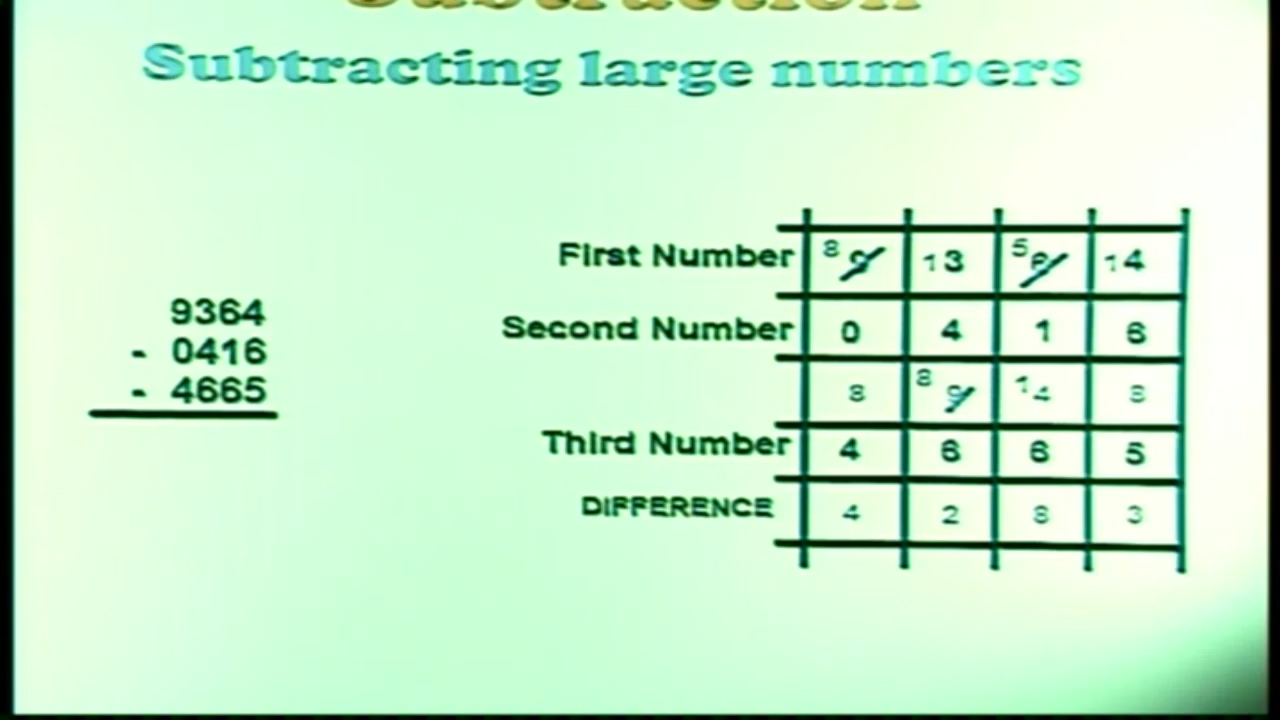 Subtraction
Subtracting large numbers
9364
- 0416
- 4665
First Number 8 9 13 5 6 14
Second Number 0 4 1 6
8 8 9 14 8
Third Number 4 6 6 5
DIFFERENCE 4 2 8 3